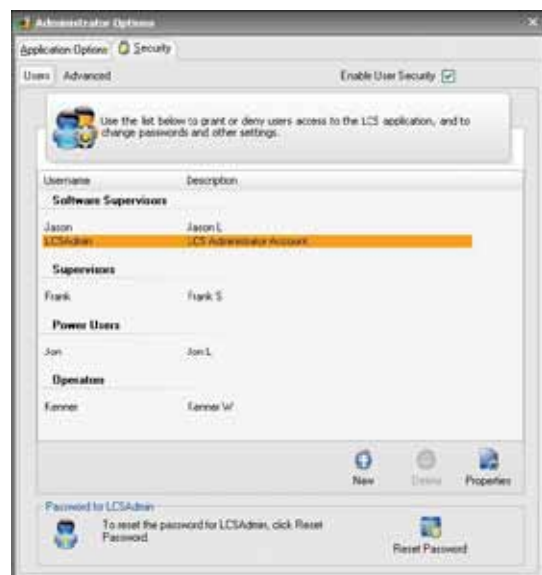 Administrator Options
Application Options Security
Users Advanced Enable User Security
Use the list below to grant or deny users access to the LCS application, and to
change passwords and other settings.
Username Description
Software Supervisors
Jason Jason L
LCSAdmin LCS Administrator Account
Supervisors
Frank Frank S
Power Users
Jon Jon L
Operators
Kenner Kenner W
New Delete Properties
Password for LCSAdmin
To reset the password for LCSAdmin, click Reset
Password.
Reset Password